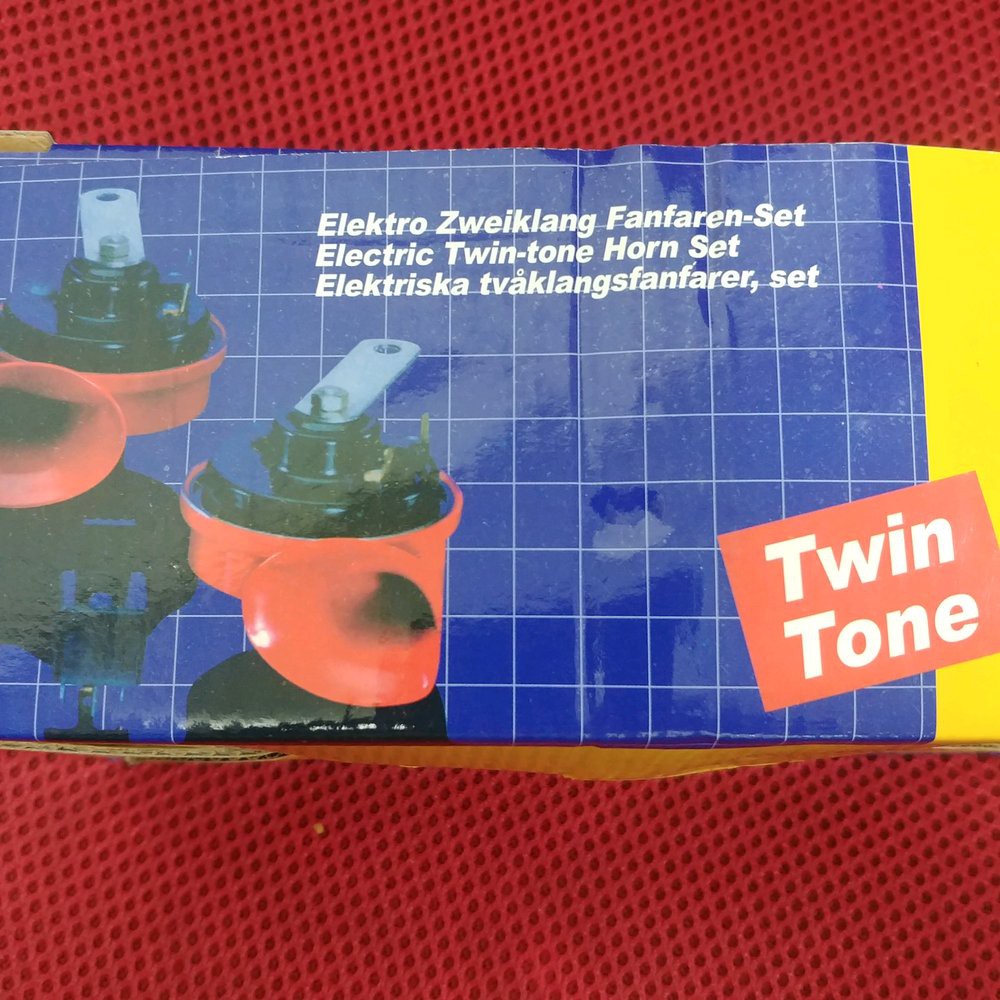 Elektro Zweiklang Fanfaren-Set
Electric Twin-tone Horn Set
Elektriska tvåklangsfanfarer, set
Twin
Tone